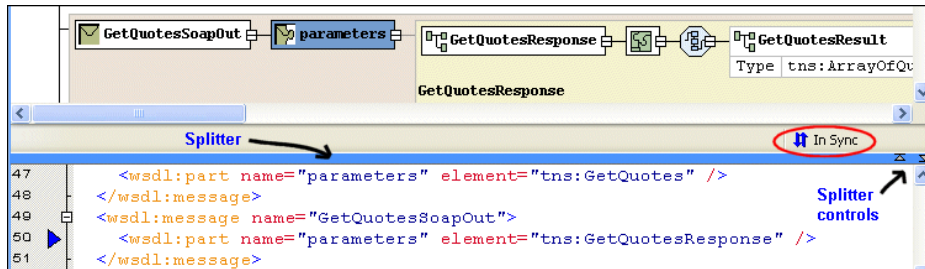 GetQuotesSoapOut parameters GetQuotesResponse GetQuotesResult
Type tns:ArrayOfQu
GetQuotesResponse
Splitter In Sync
47 <wsdl:part name="parameters" element="tns:GetQuotes" />
48 </wsdl:message>
49 <wsdl:message name="GetQuotesSoapOut">
50 <wsdl:part name="parameters" element="tns:GetQuotesResponse" />
51 </wsdl:message>
Splitter
controls